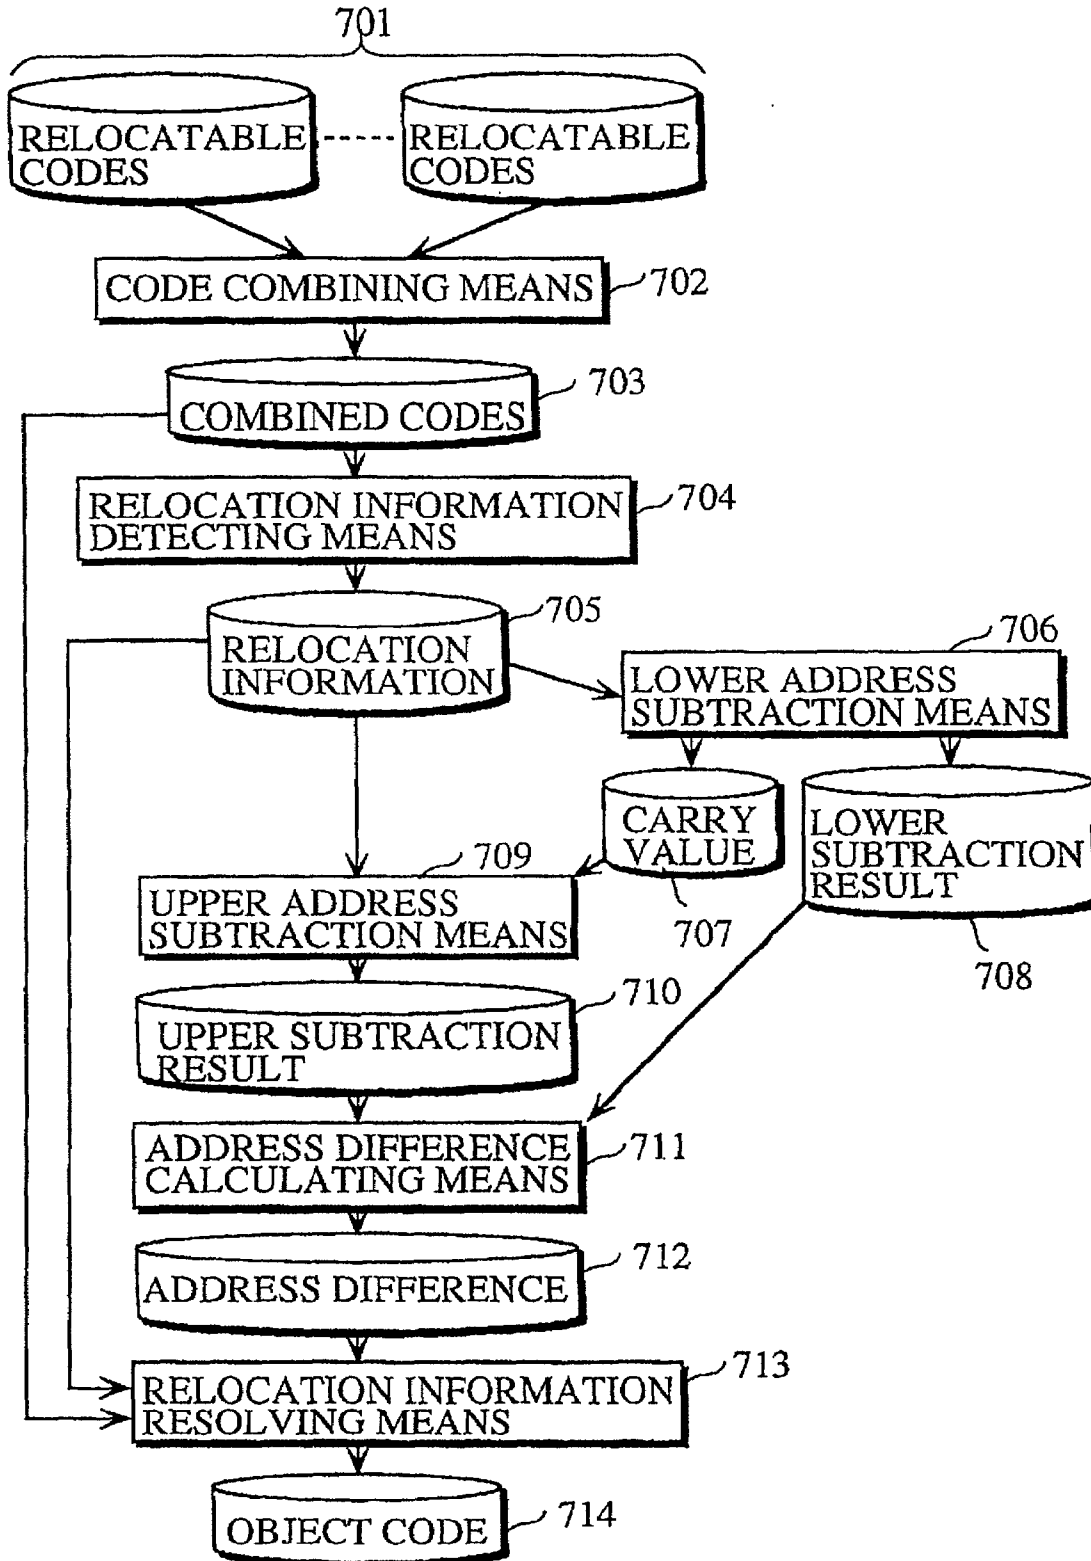 701
RELOCATABLE
CODES
RELOCATABLE
CODES
CODE COMBINING MEANS
702
703
COMBINED CODES
RELOCATION INFORMATION
DETECTING MEANS
704
705
RELOCATION
INFORMATION
706
LOWER ADDRESS
SUBTRACTION MEANS
CARRY
VALUE
707
LOWER
SUBTRACTION
RESULT
708
709
UPPER ADDRESS
SUBTRACTION MEANS
710
UPPER SUBTRACTION
RESULT
ADDRESS DIFFERENCE
CALCULATING MEANS
711
712
ADDRESS DIFFERENCE
713
RELOCATION INFORMATION
RESOLVING MEANS
OBJECT CODE
714